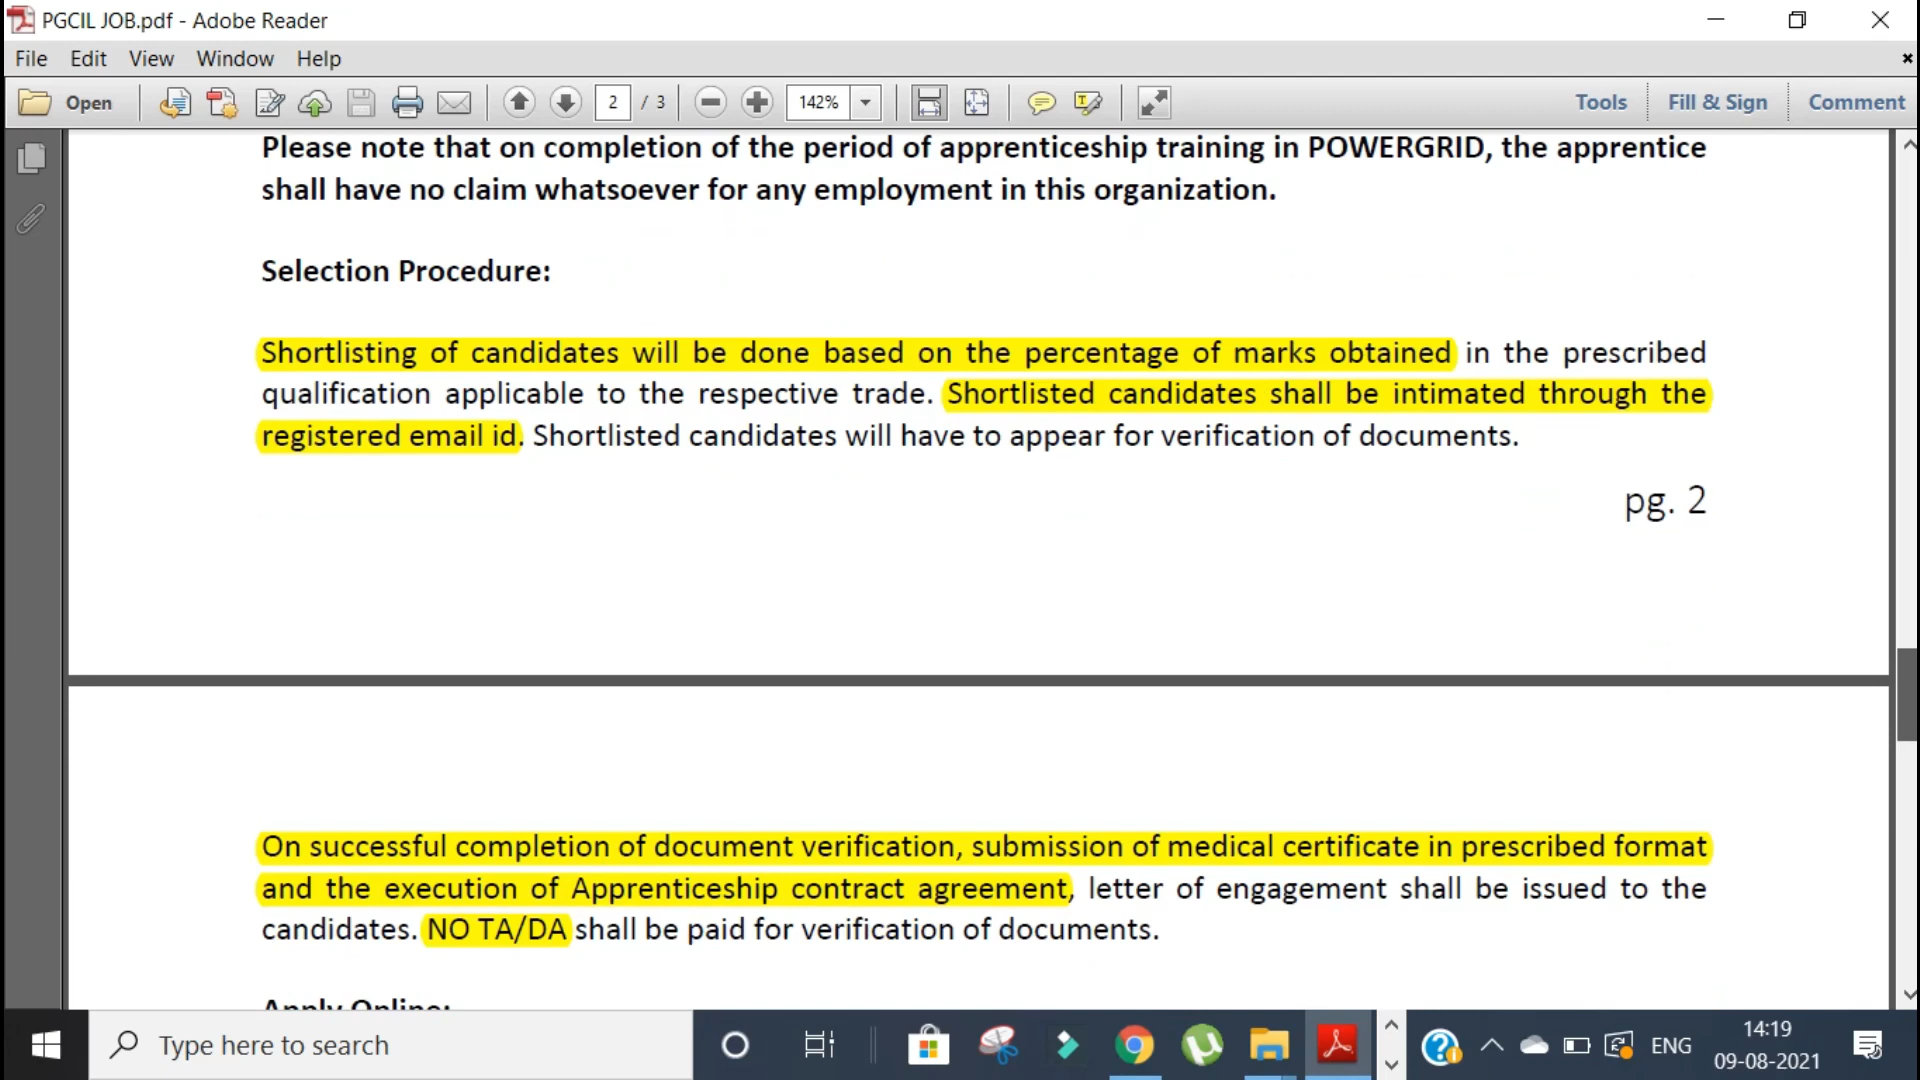 PGCIL JOB.pdf - Adobe Reader
File Edit View Window Help
Open 2 / 3 142% Tools Fill & Sign Comment
Please note that on completion of the period of apprenticeship training in POWERGRID, the apprentice
shall have no claim whatsoever for any employment in this organization.
Selection Procedure:
Shortlisting of candidates will be done based on the percentage of marks obtained in the prescribed
qualification applicable to the respective trade. Shortlisted candidates shall be intimated through the
registered email id. Shortlisted candidates will have to appear for verification of documents.
pg. 2
On successful completion of document verification, submission of medical certificate in prescribed format
and the execution of Apprenticeship contract agreement, letter of engagement shall be issued to the
candidates. NO TA/DA shall be paid for verification of documents.
Apply Online:
Type here to search
ENG
14:19
09-08-2021